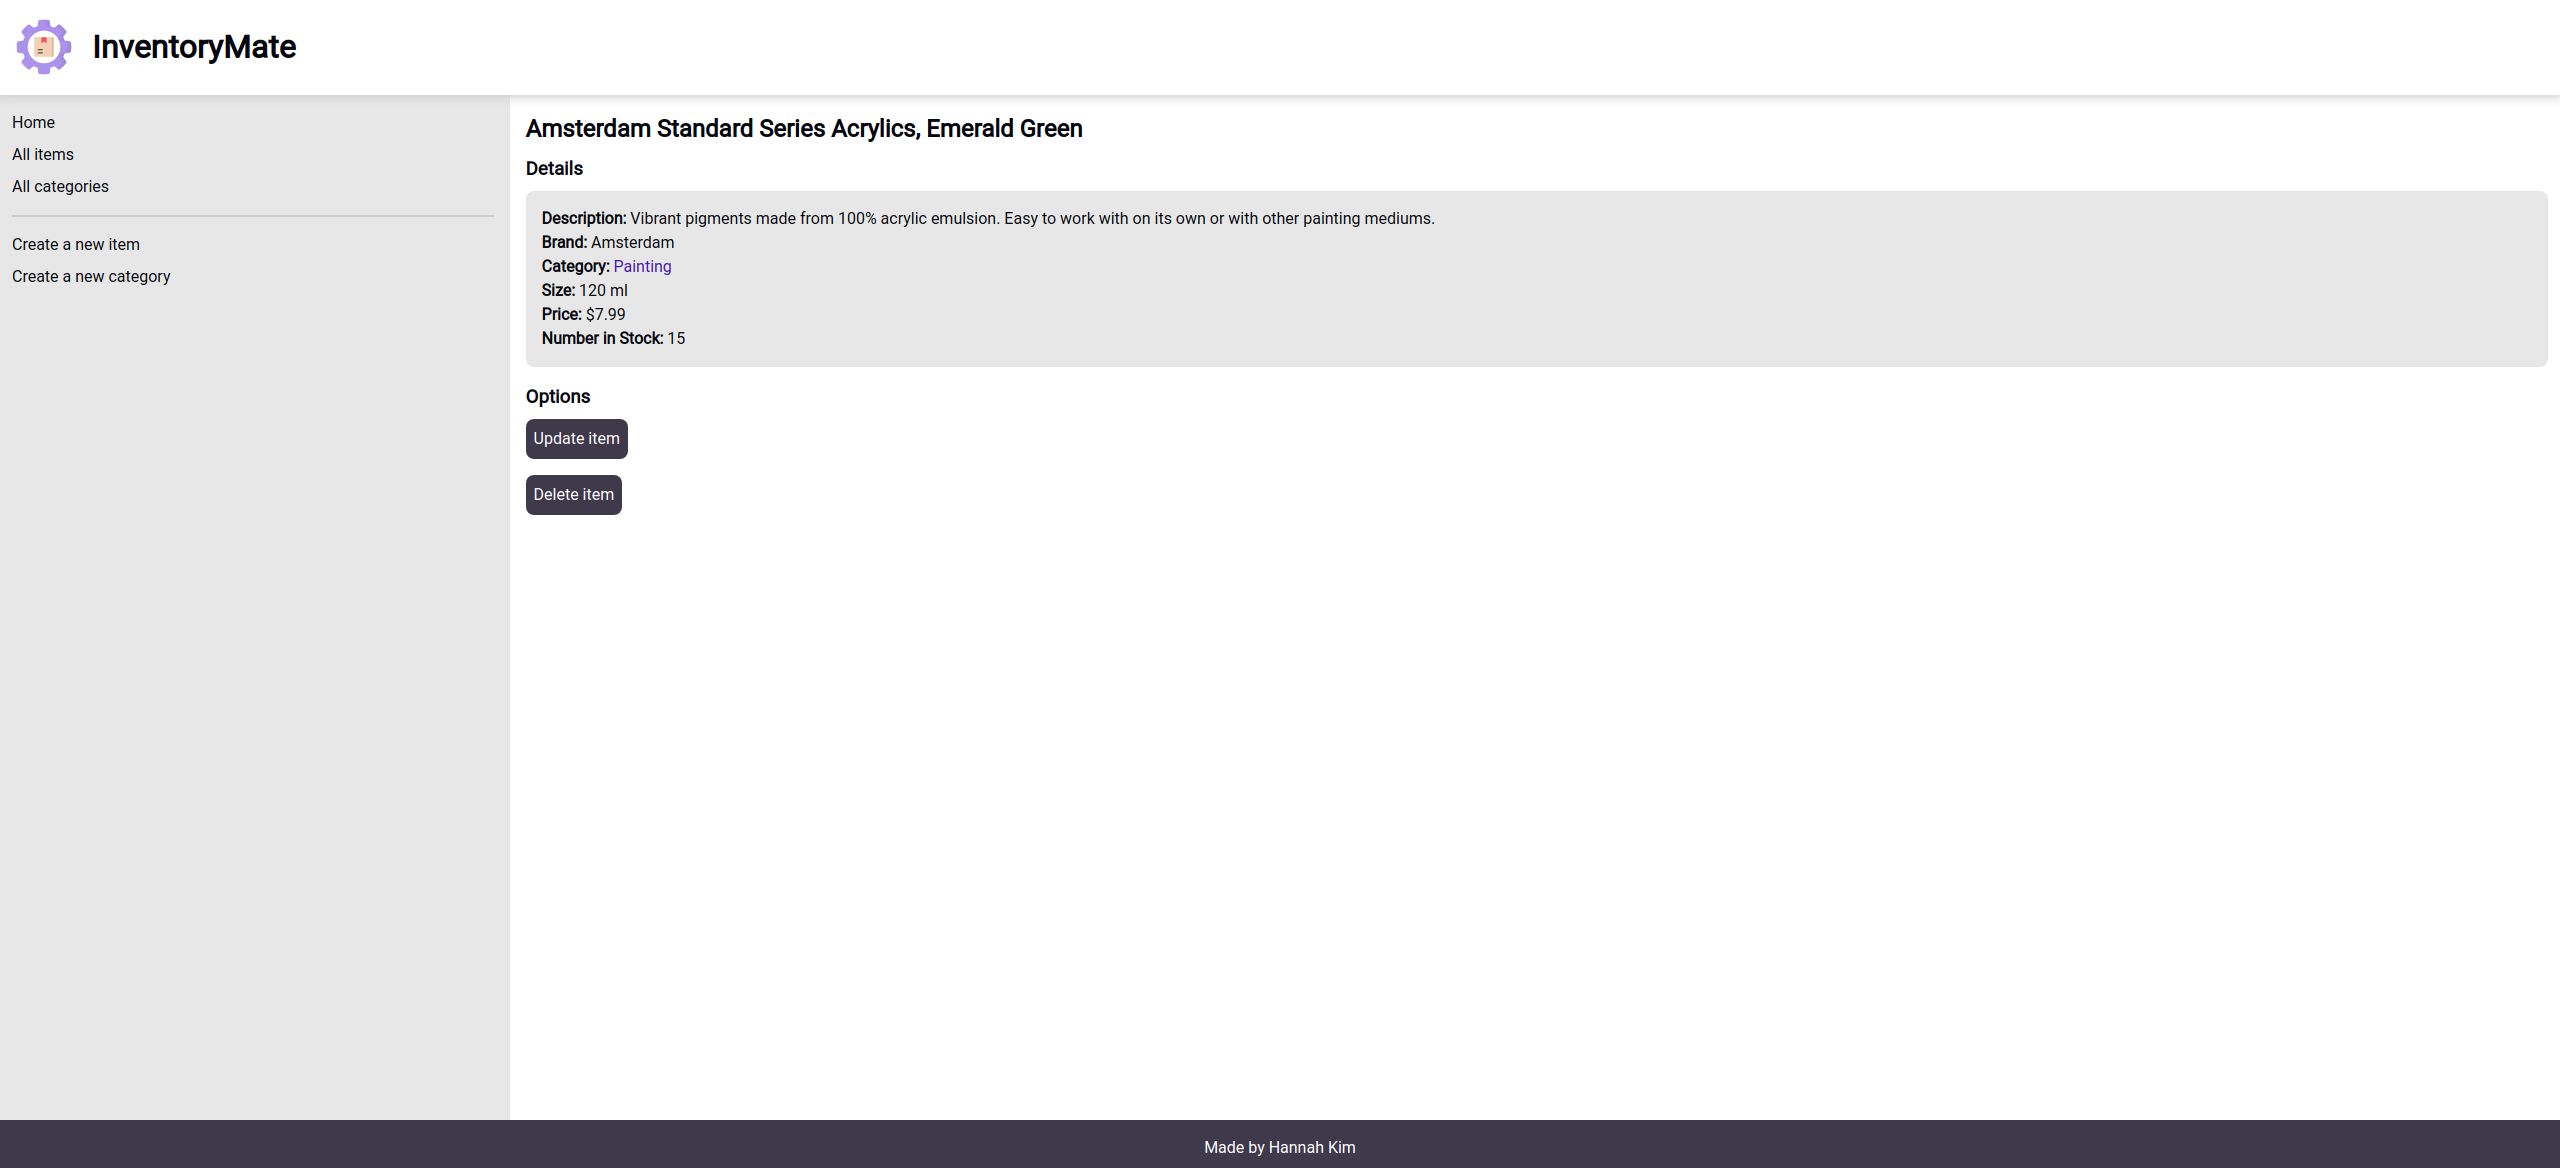 InventoryMate
Home
All items
All categories
Create a new item
Create a new category
Amsterdam Standard Series Acrylics, Emerald Green
Details
Description: Vibrant pigments made from 100% acrylic emulsion. Easy to work with on its own or with other painting mediums.
Brand: Amsterdam
Category: Painting
Size: 120 ml
Price: $7.99
Number in Stock: 15
Options
Update item
Delete item
Made by Hannah Kim